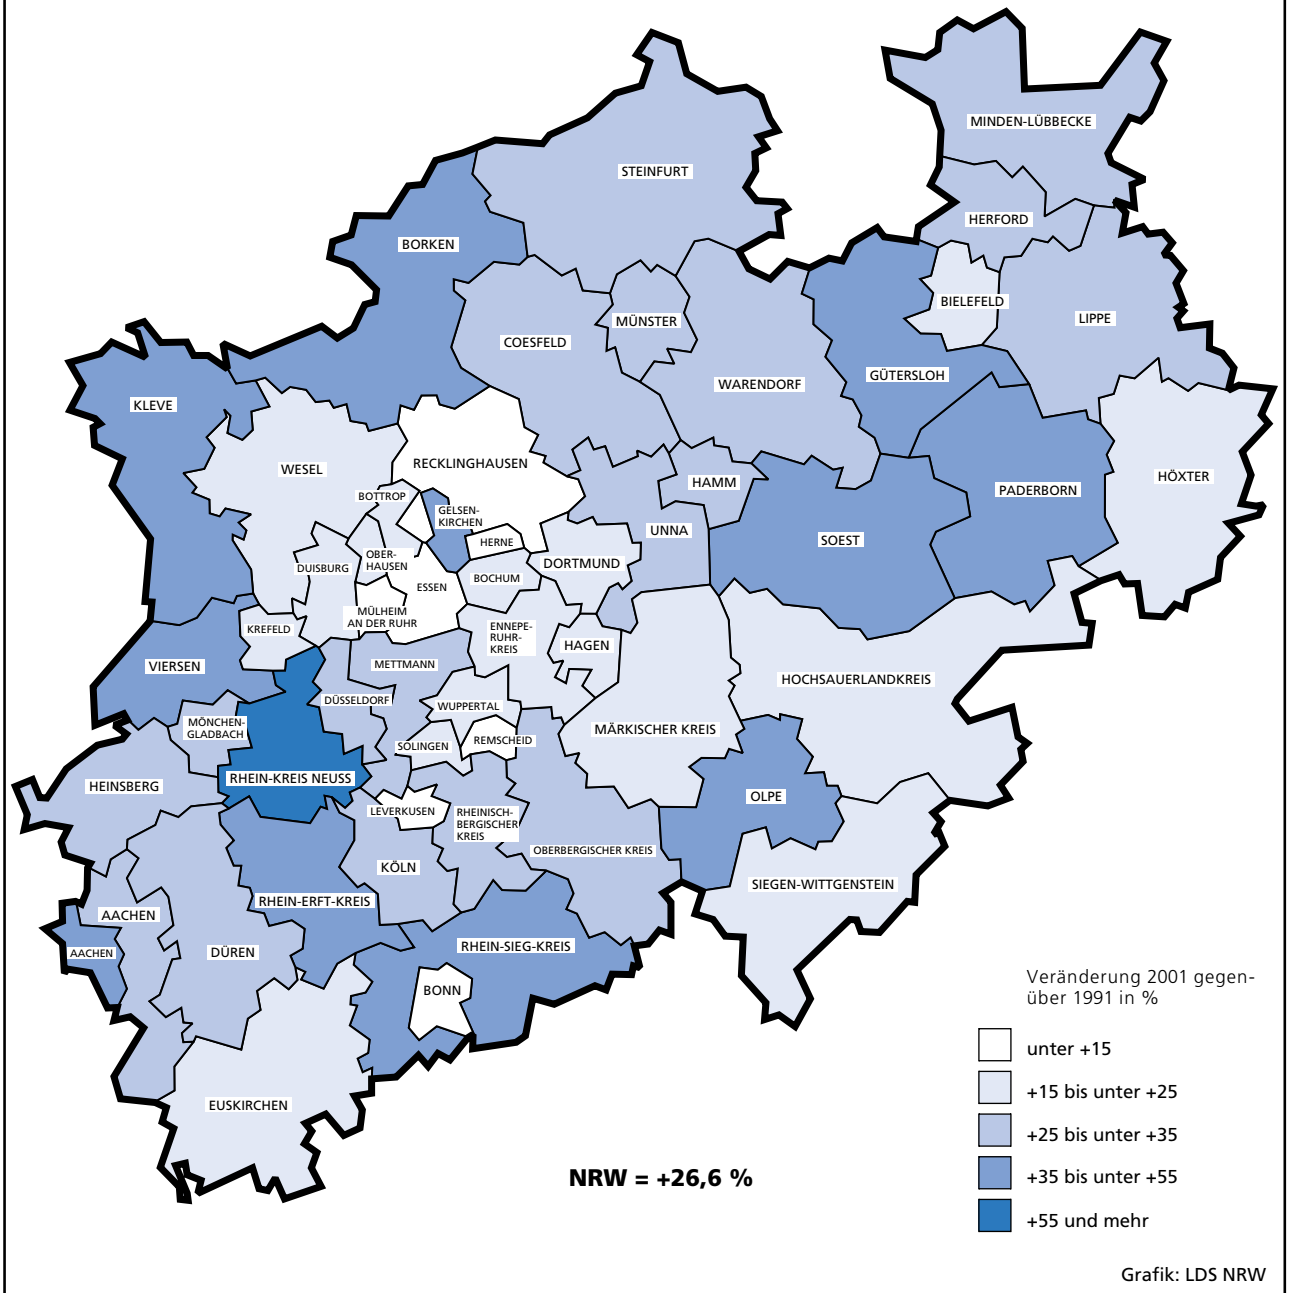 MINDEN-LÜBBECKE
STEINFURT
HERFORD
BORKEN
BIELEFELD
LIPPE
MÜNSTER
COESFELD
GÜTERSLOH
WARENDORF
KLEVE
RECKLINGHAUSEN
WESEL
HÖXTER
HAMM
PADERBORN
BOTTROP
GELSEN-
KIRCHEN
UNNA
SOEST
HERNE
OBER-
HAUSEN
DORTMUND
DUISBURG
BOCHUM
ESSEN
MÜLHEIM
AN DER RUHR
KREFELD
ENNEPE-
RUHR-
KREIS
HAGEN
VIERSEN
METTMANN
HOCHSAUERLANDKREIS
DÜSSELDORF
WUPPERTAL
MÖNCHEN-
GLADBACH
MÄRKISCHER KREIS
REMSCHEID
SOLINGEN
RHEIN-KREIS NEUSS
HEINSBERG
OLPE
LEVERKUSEN
RHEINISCH-
BERGISCHER
KREIS
OBERBERGISCHER KREIS
KÖLN
SIEGEN-WITTGENSTEIN
RHEIN-ERFT-KREIS
AACHEN
RHEIN-SIEG-KREIS
AACHEN
DÜREN
BONN
EUSKIRCHEN
Veränderung 2001 gegen-
über 1991 in %
unter +15
+15 bis unter +25
+25 bis unter +35
+35 bis unter +55
+55 und mehr
NRW = +26,6 %
Grafik: LDS NRW